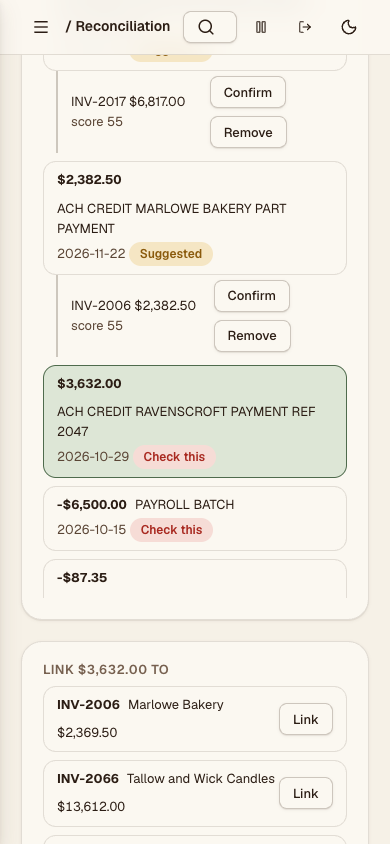 / Reconciliation
INV-2017 $6,817.00
score 55
Confirm
Remove
$2,382.50
ACH CREDIT MARLOWE BAKERY PART
PAYMENT
2026-11-22 Suggested
INV-2006 $2,382.50
score 55
Confirm
Remove
$3,632.00
ACH CREDIT RAVENSCROFT PAYMENT REF
2047
2026-10-29 Check this
-$6,500.00 PAYROLL BATCH
2026-10-15 Check this
-$87.35
LINK $3,632.00 TO
INV-2006 Marlowe Bakery
$2,369.50
Link
INV-2066 Tallow and Wick Candles
$13,612.00
Link